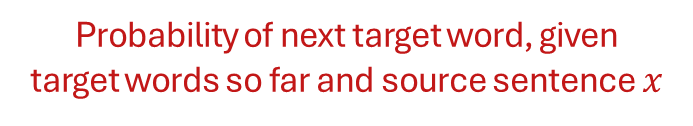 Probability of next target word, given
target words so far and source sentence 𝑥